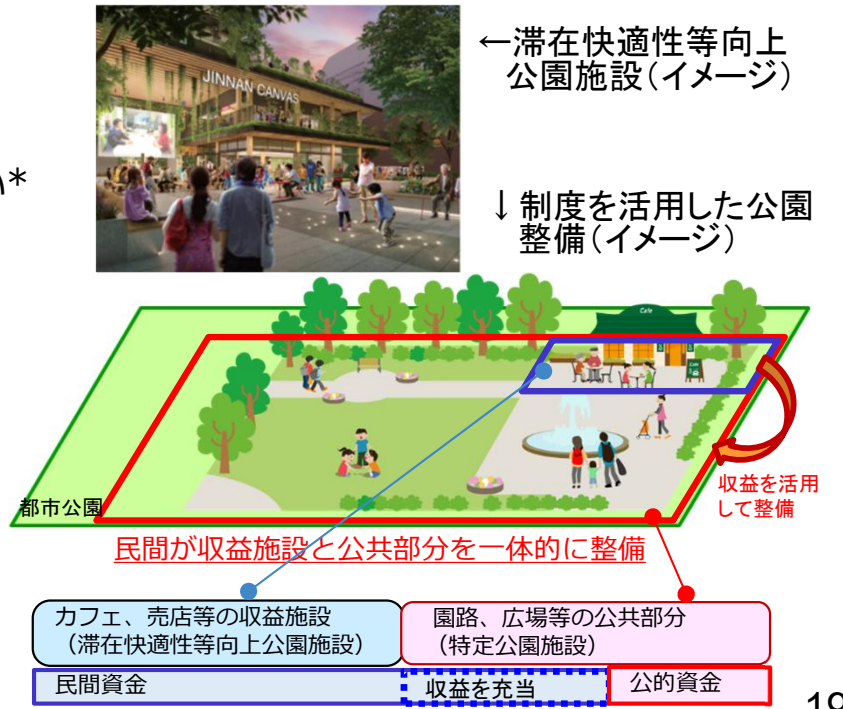 ←滞在快適性等向上
公園施設（イメージ）
JINNAN CANVAS
い*
↓制度を活用した公園
整備（イメージ）
Cafe
Cafe
都市公園
収益を活用
して整備
民間が収益施設と公共部分を一体的に整備
カフェ、売店等の収益施設
（滞在快適性等向上公園施設）
園路、広場等の公共部分
（特定公園施設）
民間資金
収益を充当
公的資金
19